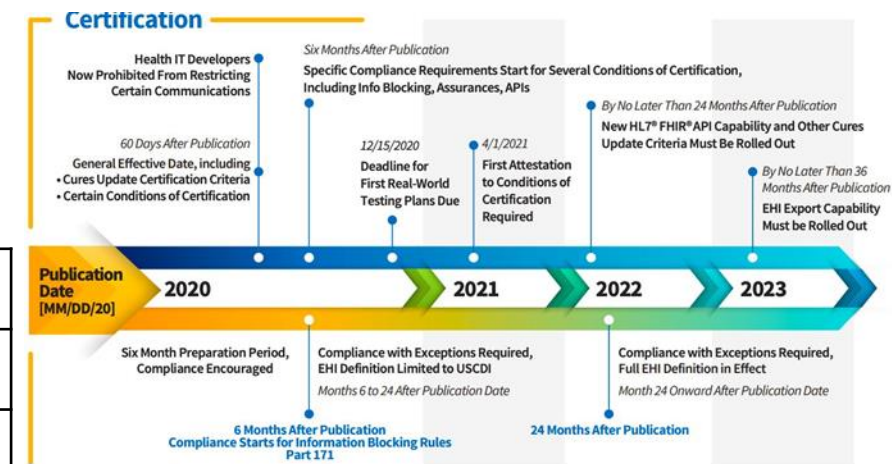 Certification
Health IT Developers
Now Prohibited From Restricting
Certain Communications
60 Days After Publication
General Effective Date, including
• Cures Update Certification Criteria
• Certain Conditions of Certification
Six Months After Publication
Specific Compliance Requirements Start for Several Conditions of Certification,
Including Info Blocking, Assurances, APIs
12/15/2020
Deadline for
First Real-World
Testing Plans Due
4/1/2021
First Attestation
to Conditions of
Certification
Required
By No Later Than 24 Months After Publication
New HL7® FHIR® API Capability and Other Cures
Update Criteria Must Be Rolled Out
By No Later Than 36
Months After Publication
EHI Export Capability
Must be Rolled Out
Publication
Date
[MM/DD/20]
2020
2021
2022
2023
Six Month Preparation Period,
Compliance Encouraged
Compliance with Exceptions Required,
EHI Definition Limited to USCDI
Months 6 to 24 After Publication Date
Compliance with Exceptions Required,
Full EHI Definition in Effect
Month 24 Onward After Publication Date
6 Months After Publication
Compliance Starts for Information Blocking Rules
Part 171
24 Months After Publication